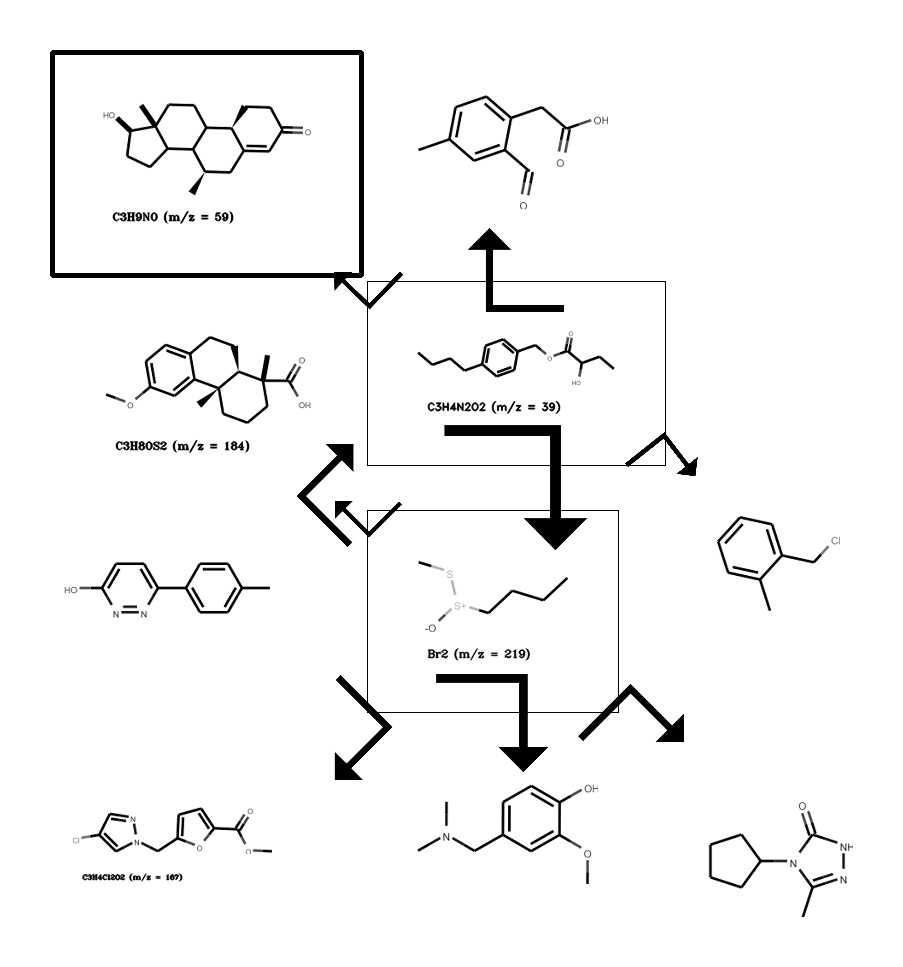 HO
O
C3H9NO (m/z = 59)
OH
O
O
O
OH
O
C3H8OS2 (m/z = 184)
O
O
HO
C3H4N2O2 (m/z = 39)
Cl
HO
N
N
S
S+
-O
Br2 (m/z = 219)
Cl
N
N
O
O
O
C3H4Cl2O2 (m/z = 167)
N
OH
O
O
N
NH
N